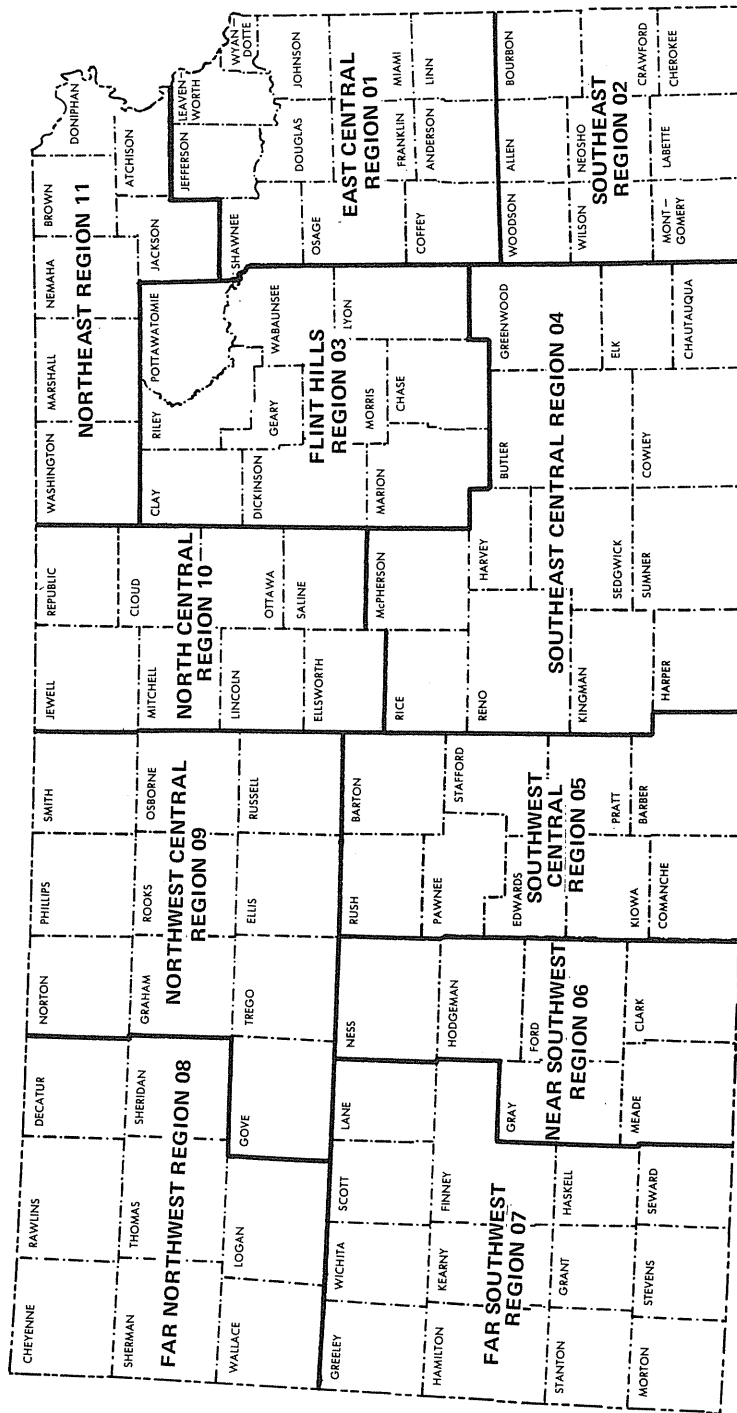 CHEYENNE
RAWLINS
DECATUR
NORTON
PHILLIPS
SMITH
JEWELL
REPUBLIC
WASHINGTON
MARSHALL
NEMAHA
BROWN
DONIPHAN
SHERMAN
THOMAS
SHERIDAN
GRAHAM
ROOKS
OSBORNE
MITCHELL
CLOUD
CLAY
RILEY
POTTAWATOMIE
JACKSON
ATCHISON
JEFFERSON
LEAVEN-
WORTH
WYAN-
DOTTE
FAR NORTHWEST REGION 08
NORTHWEST CENTRAL
REGION 09
NORTH CENTRAL
REGION 10
NORTHEAST REGION 11
WALLACE
LOGAN
GOVE
TREGO
ELLIS
RUSSELL
LINCOLN
OTTAWA
SALINE
ELLSWORTH
DICKINSON
GEARY
WABAUNSEE
SHAWNEE
OSAGE
DOUGLAS
JOHNSON
FLINT HILLS
REGION 03
EAST CENTRAL
REGION 01
MARION
MORRIS
CHASE
LYON
COFFEY
FRANKLIN
ANDERSON
MIAMI
LINN
GREELEY
WICHITA
SCOTT
LANE
NESS
RUSH
BARTON
RICE
McPHERSON
HAMILTON
KEARNY
FINNEY
HODGEMAN
PAWNEE
STAFFORD
RENO
HARVEY
BUTLER
GREENWOOD
WOODSON
ALLEN
BOURBON
FAR SOUTHWEST
REGION 07
NEAR SOUTHWEST
REGION 06
SOUTHWEST
CENTRAL
REGION 05
SOUTHEAST CENTRAL REGION 04
SOUTHEAST
REGION 02
GRAY
FORD
EDWARDS
PRATT
KIOWA
KINGMAN
SEDGWICK
ELK
WILSON
NEOSHO
CRAWFORD
STANTON
GRANT
HASKELL
MORTON
STEVENS
SEWARD
MEADE
CLARK
COMANCHE
BARBER
HARPER
SUMNER
COWLEY
CHAUTAUQUA
MONT-
GOMERY
LABETTE
CHEROKEE